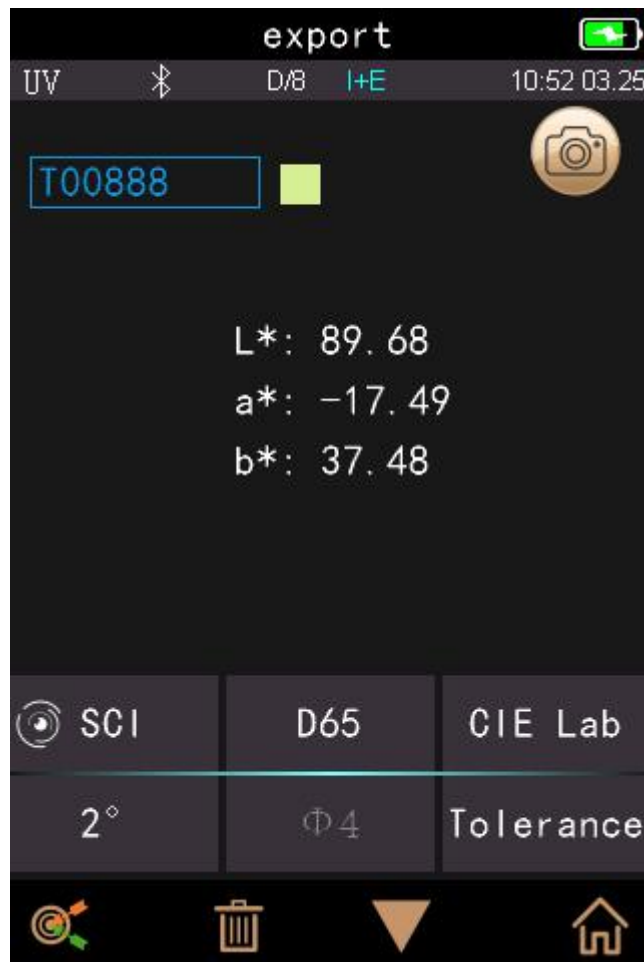 export
UV D/8 I+E 10:52 03.25
T00888
L*: 89.68
a*: -17.49
b*: 37.48
SCI D65 CIE Lab
2° Φ4 Tolerance